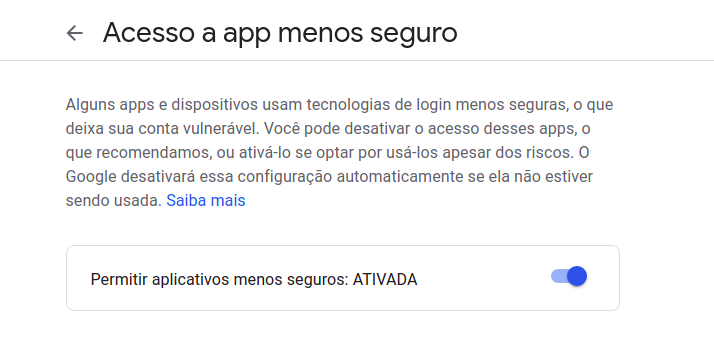 Acesso a app menos seguro
Alguns apps e dispositivos usam tecnologias de login menos seguras, o que
deixa sua conta vulnerável. Você pode desativar o acesso desses apps, o
que recomendamos, ou ativá-lo se optar por usá-los apesar dos riscos. O
Google desativará essa configuração automaticamente se ela não estiver
sendo usada. Saiba mais
Permitir aplicativos menos seguros: ATIVADA